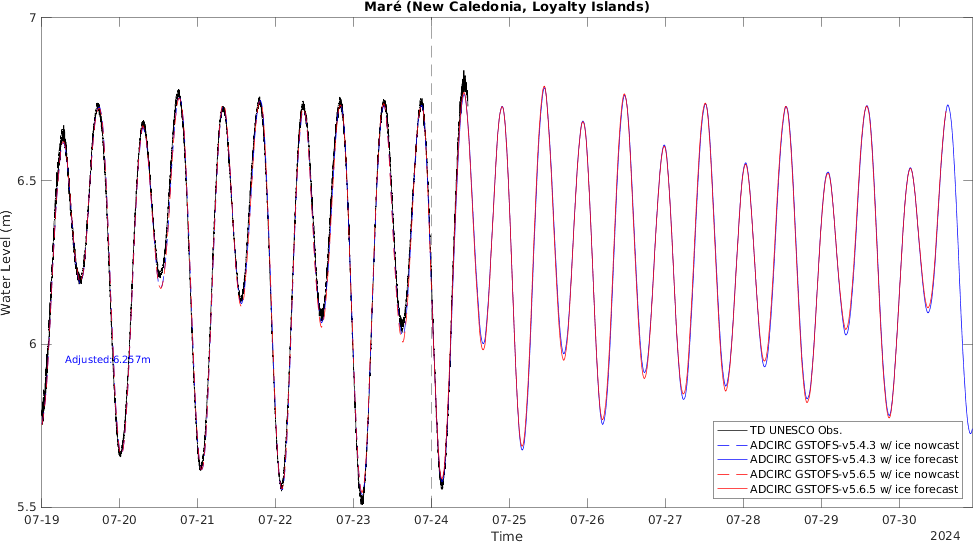 Maré (New Caledonia, Loyalty Islands)
7
6.5
6
5.5
Water Level (m)
Adjusted:6.257m
TD UNESCO Obs.
ADCIRC GSTOFS-v5.4.3 w/ ice nowcast
ADCIRC GSTOFS-v5.4.3 w/ ice forecast
ADCIRC GSTOFS-v5.6.5 w/ ice nowcast
ADCIRC GSTOFS-v5.6.5 w/ ice forecast
07-19 07-20 07-21 07-22 07-23 07-24 07-25 07-26 07-27 07-28 07-29 07-30
Time
2024